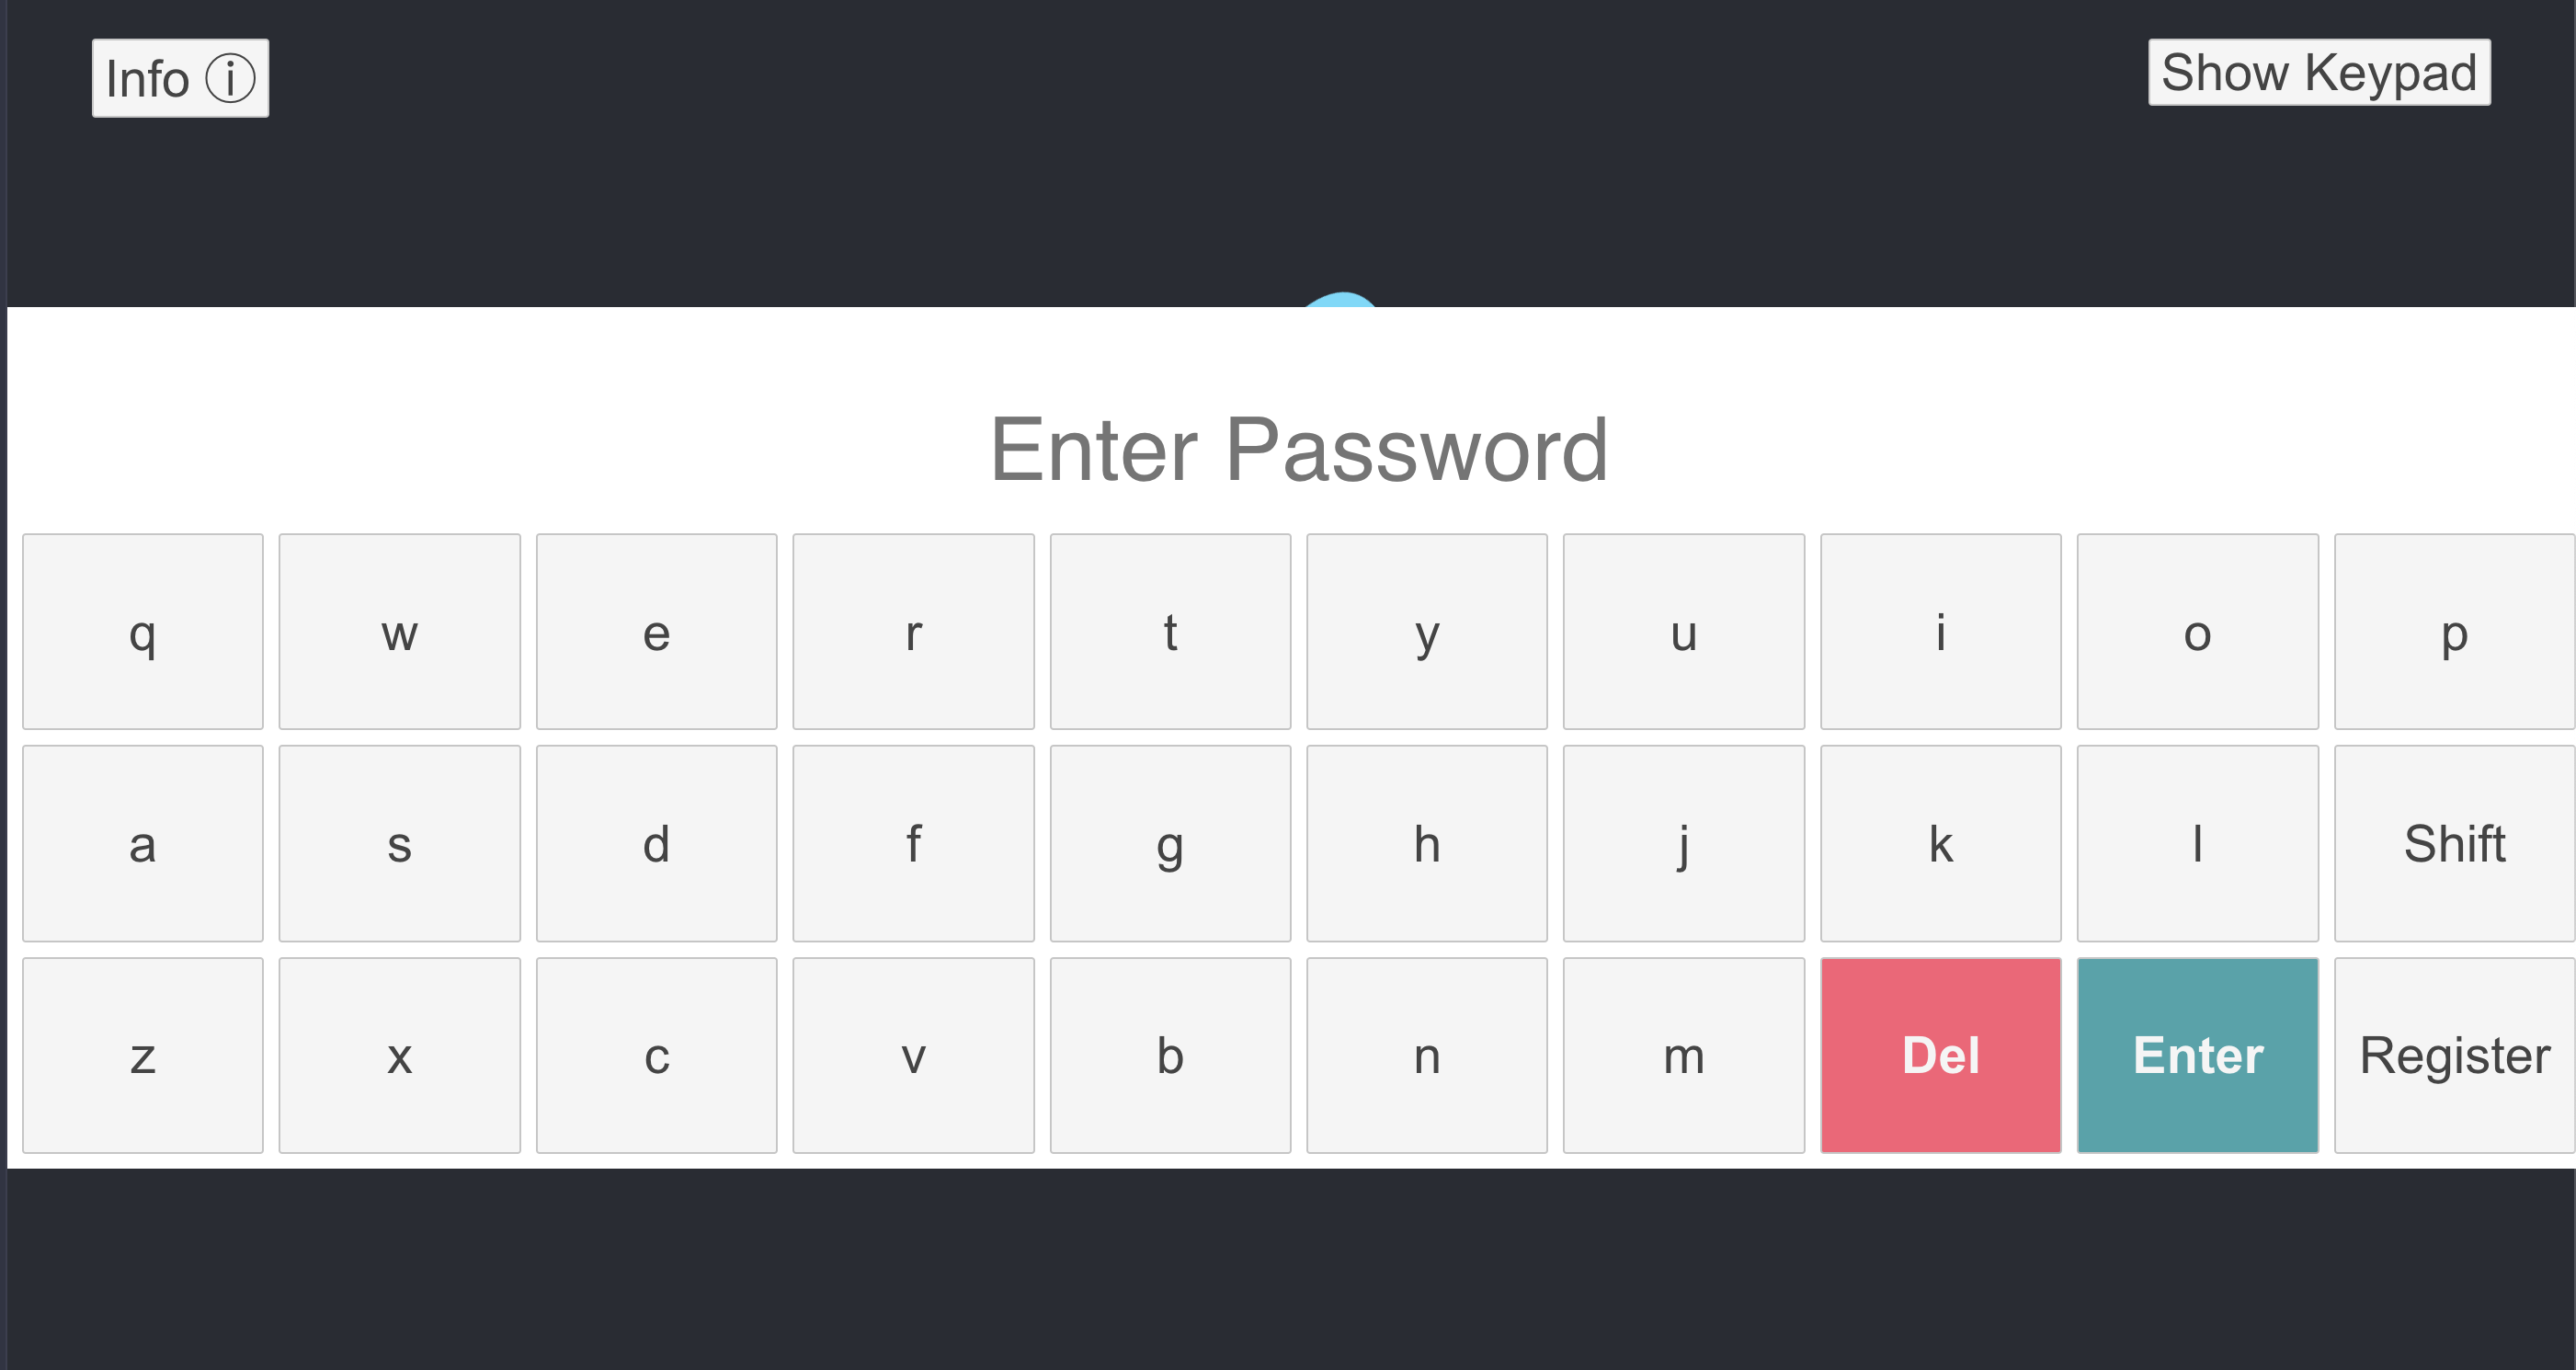 Info ⓘ
Show Keypad
Enter Password
q w e r t y u i o p
a s d f g h j k l Shift
z x c v b n m Del Enter Register